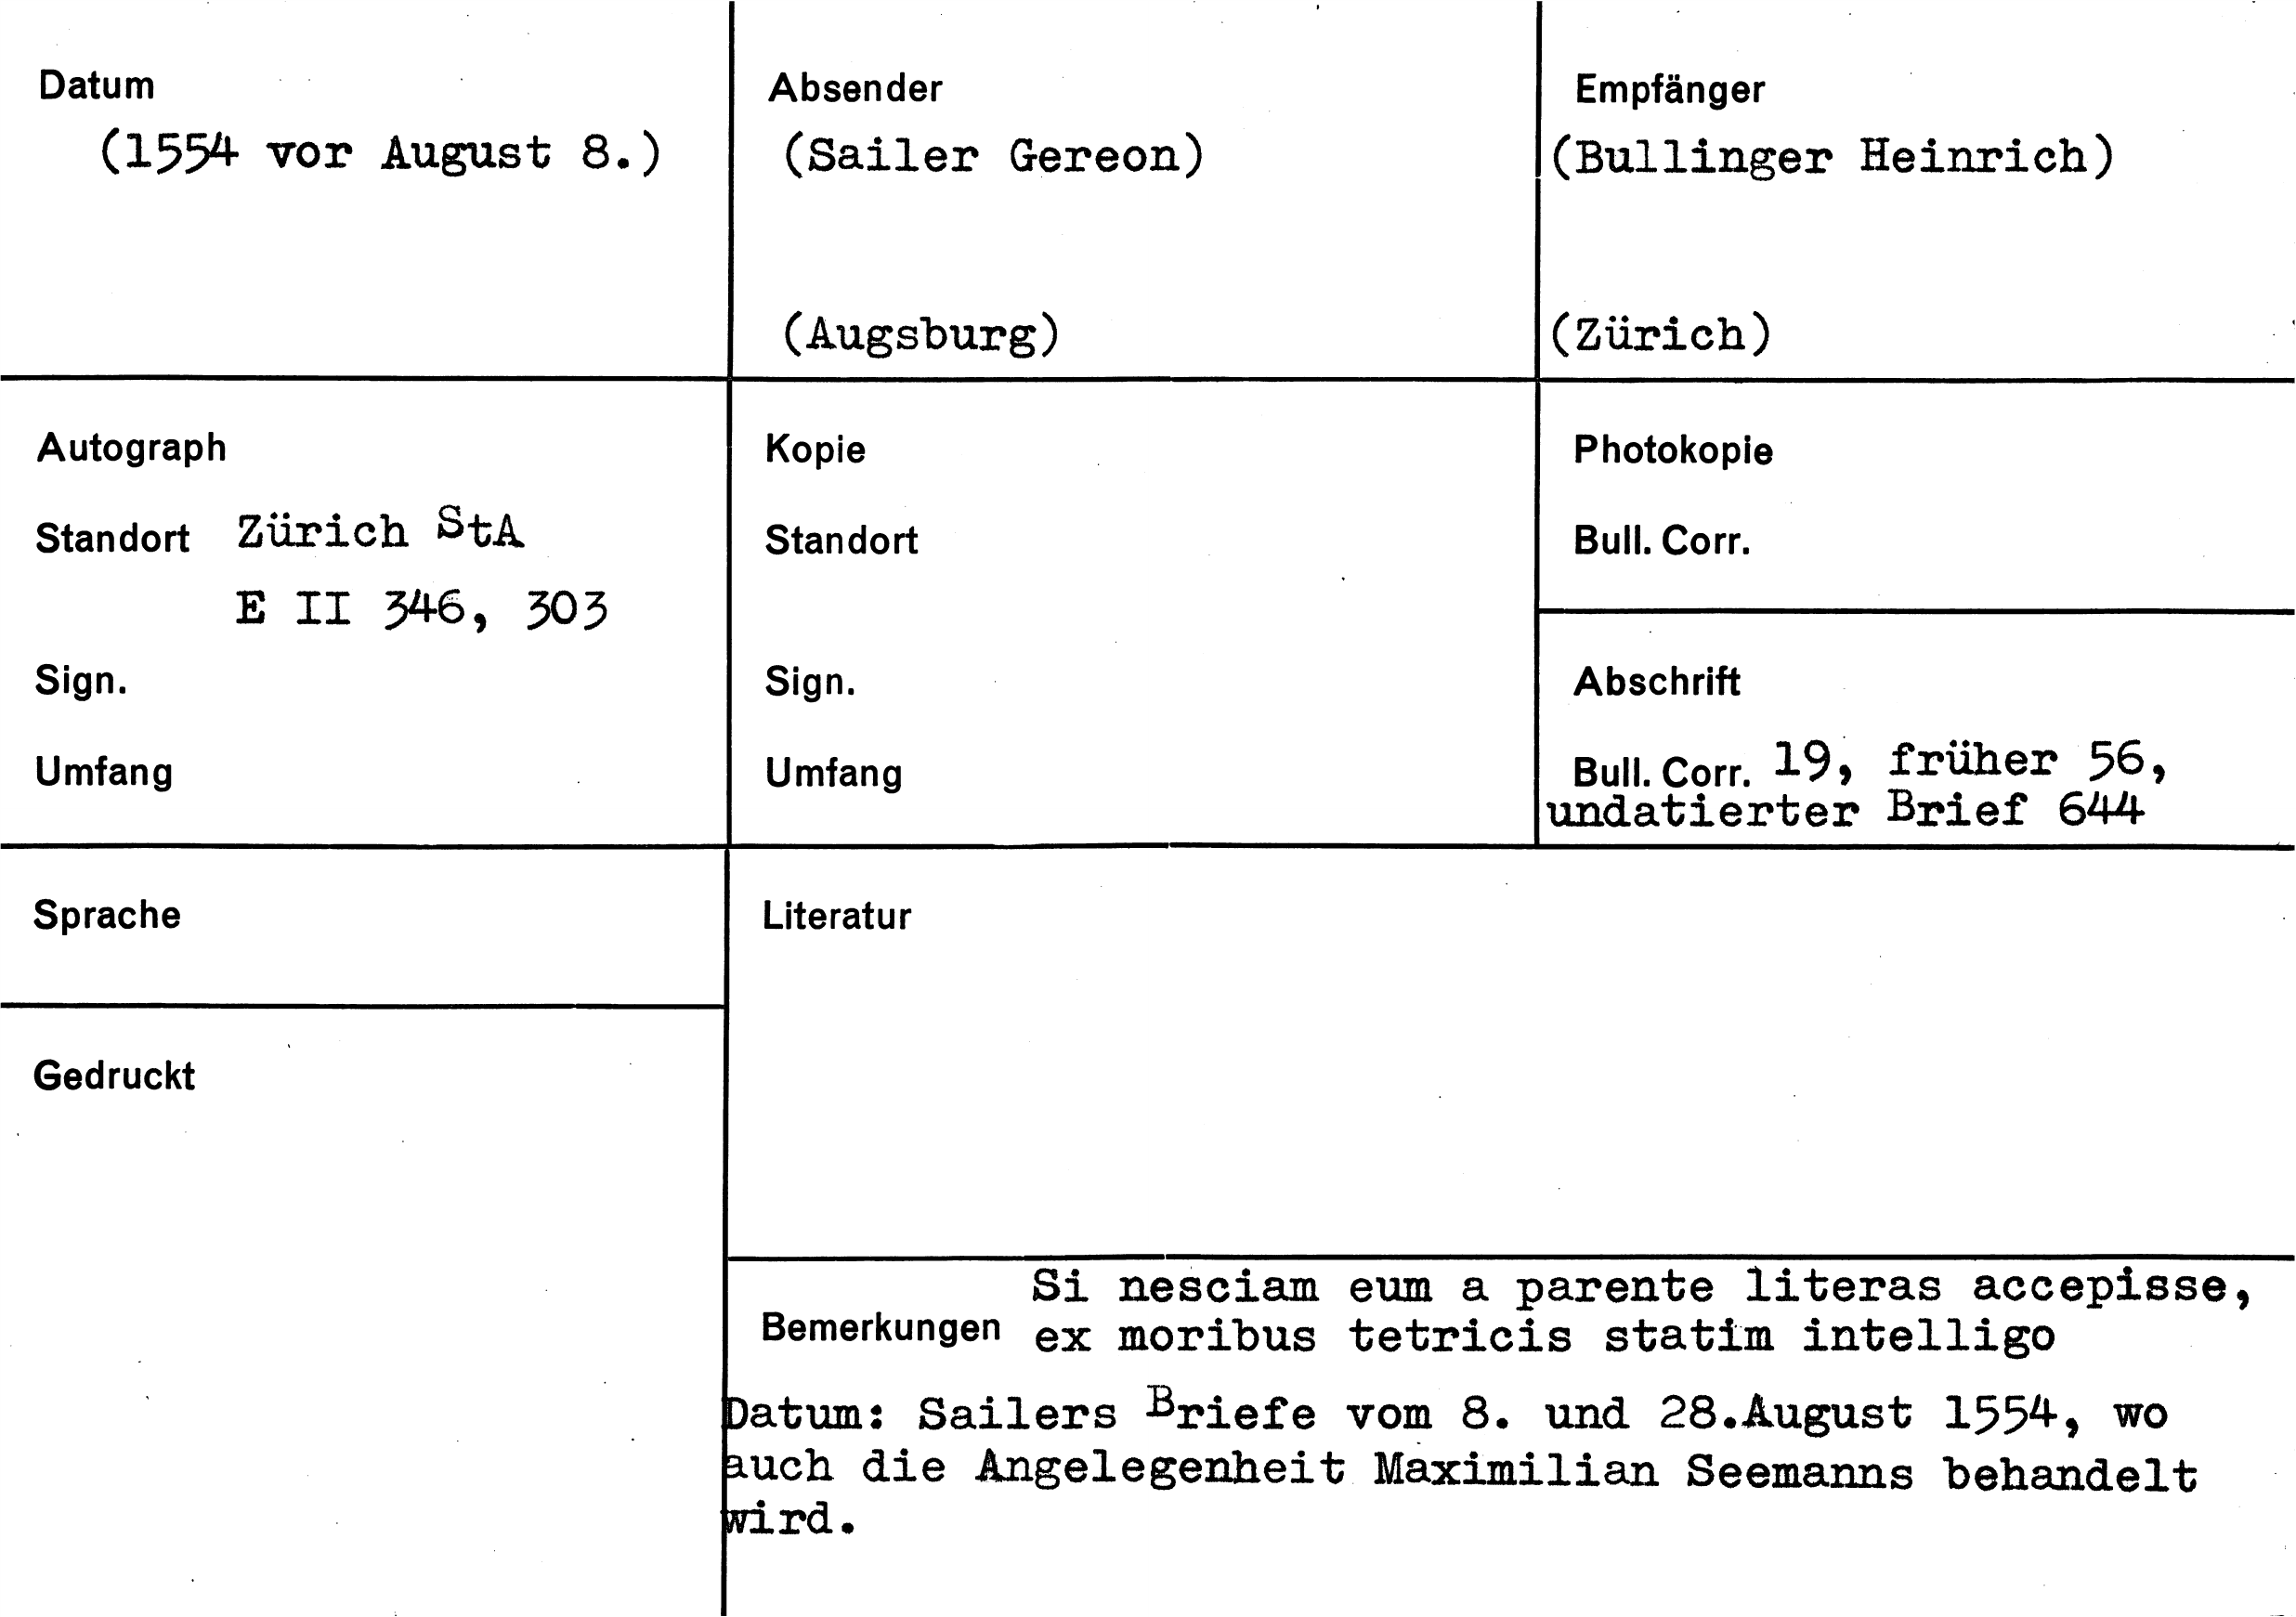 Datum
(1554 vor August 8.)
Absender
(Sailer Gereon)
(Augsburg)
Empfänger
(Bullinger Heinrich)
(Zürich)
Autograph
Standort Zürich StA
E II 346, 303
Sign.
Umfang
Kopie
Standort
Sign.
Umfang
Photokopie
Bull. Corr.
Abschrift
Bull. Corr. 19, früher 56,
undatierter Brief 644
Sprache
Gedruckt
Literatur
Bemerkungen
Si nesciam eum a parente literas accepisse,
ex moribus tetricis statim intelligo
Datum: Sailers Briefe vom 8. und 28.August 1554, wo
auch die Angelegenheit Maximilian Seemanns behandelt
wird.